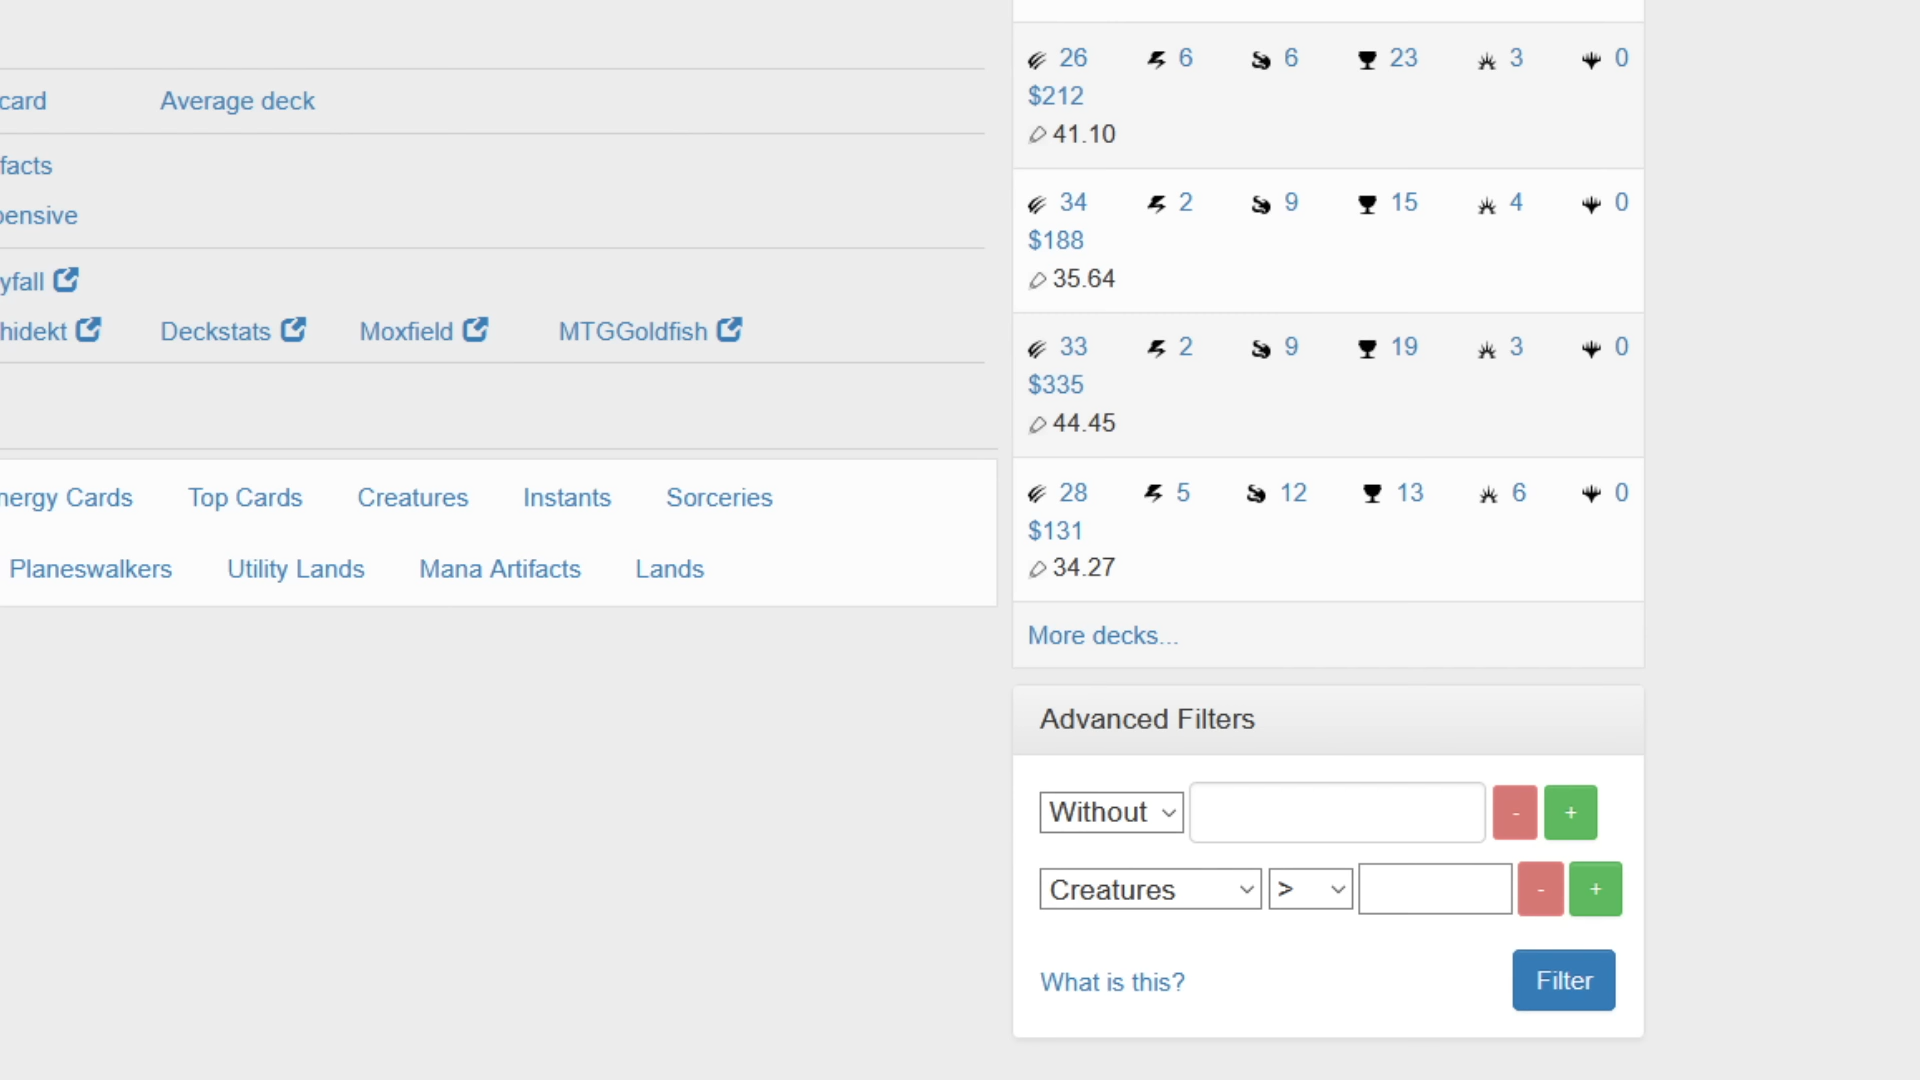 card Average deck
facts
pensive
yfall
hidekt Deckstats Moxfield MTGGoldfish
nergy Cards Top Cards Creatures Instants Sorceries
Planeswalkers Utility Lands Mana Artifacts Lands
26 6 6 23 3 0
$212
41.10
34 2 9 15 4 0
$188
35.64
33 2 9 19 3 0
$335
44.45
28 5 12 13 6 0
$131
34.27
More decks...
Advanced Filters
Without - +
Creatures > - +
What is this? Filter